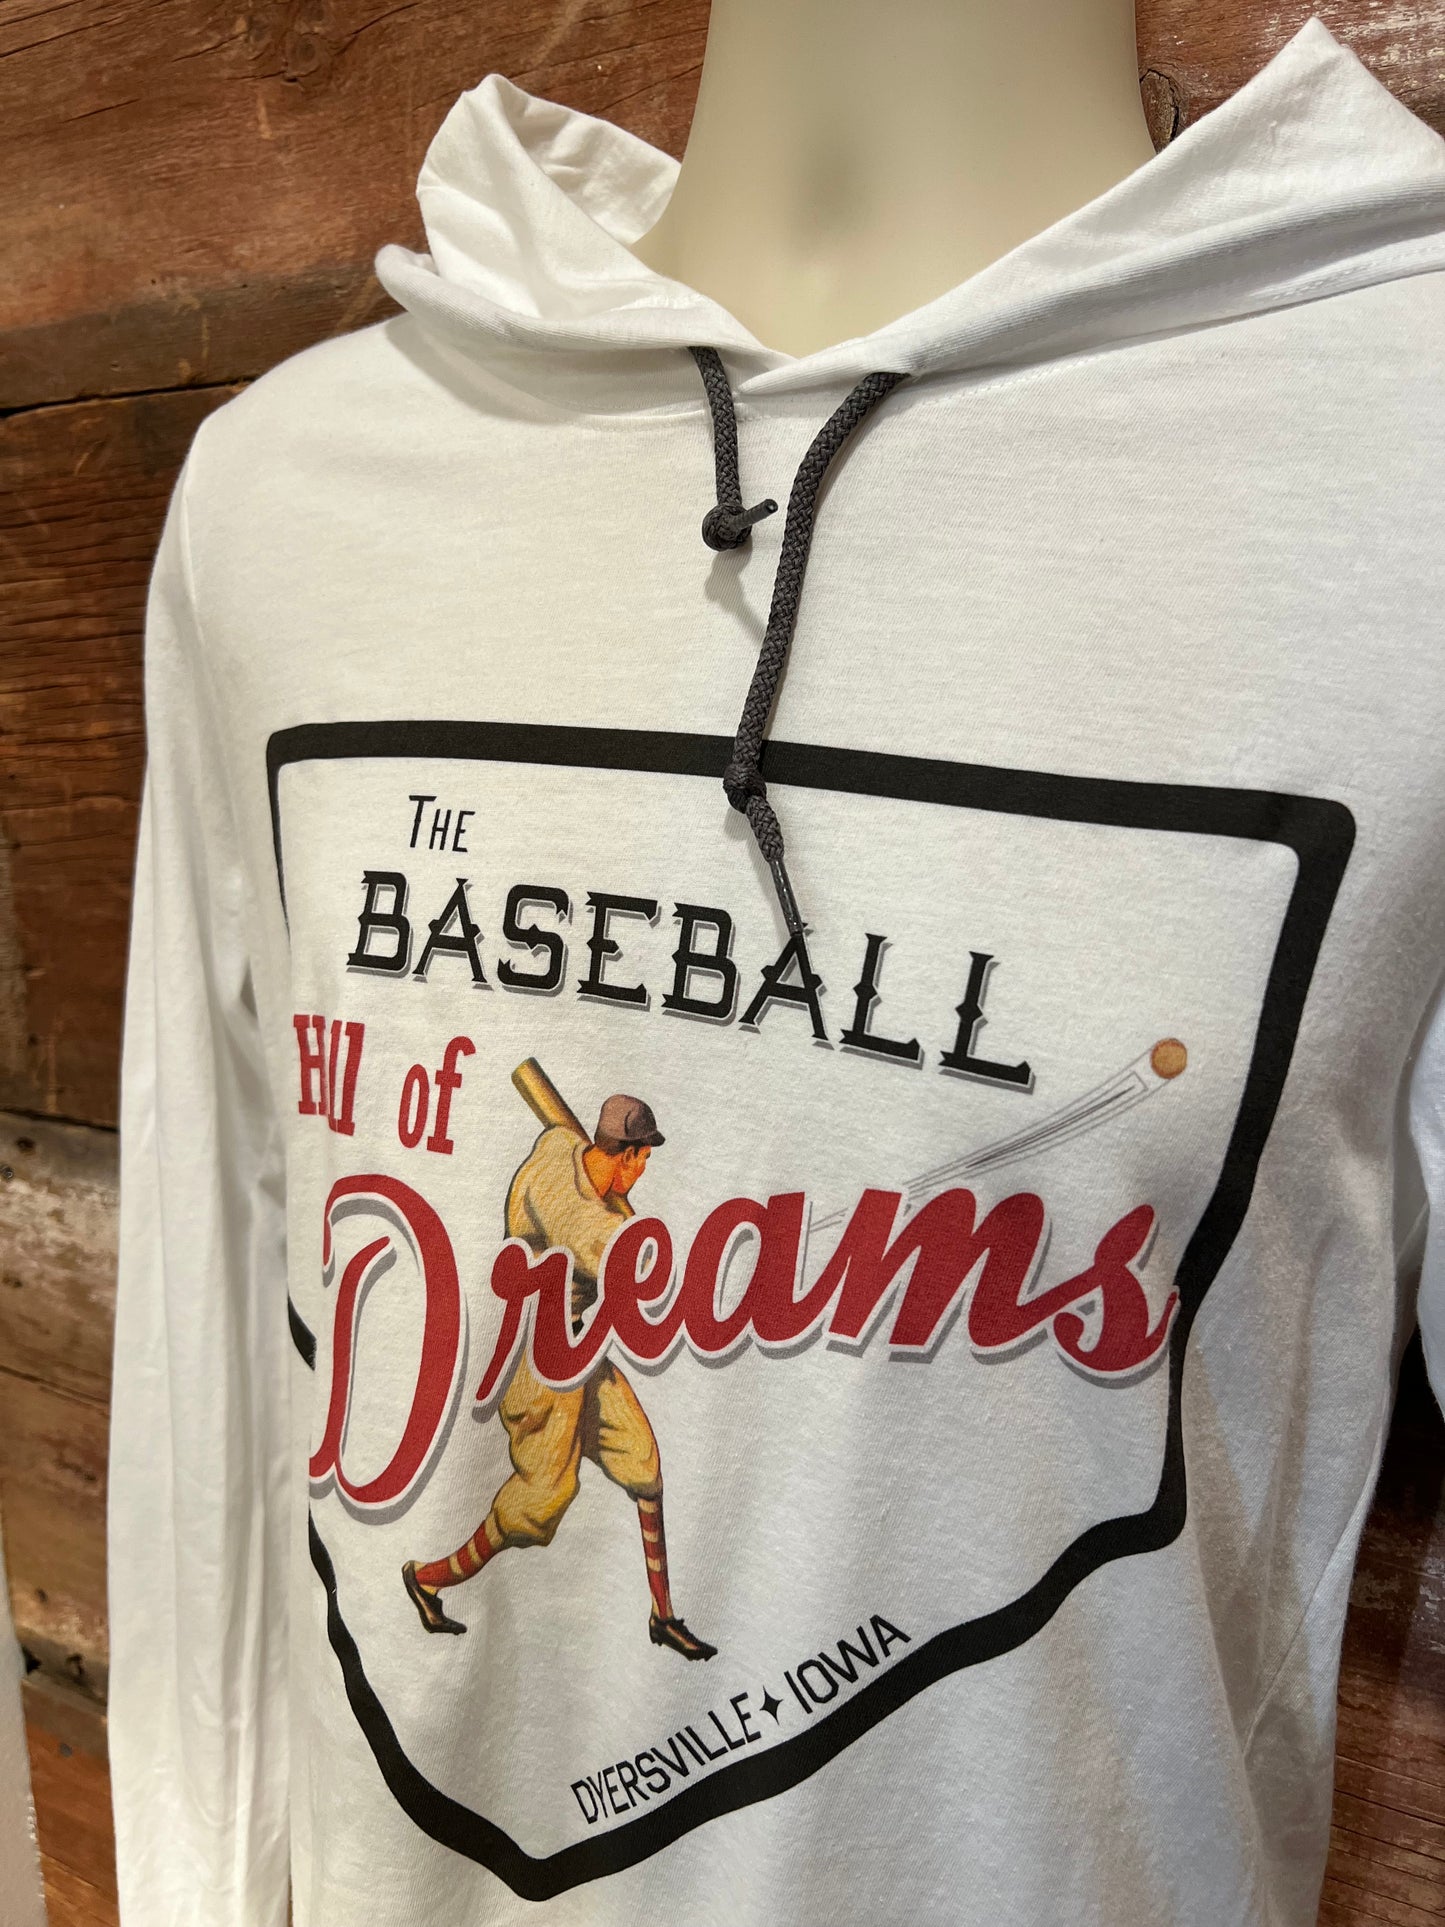 THE
BASEBALL
Hall of
Dreams
DYERSVILLE ✦ IOWA